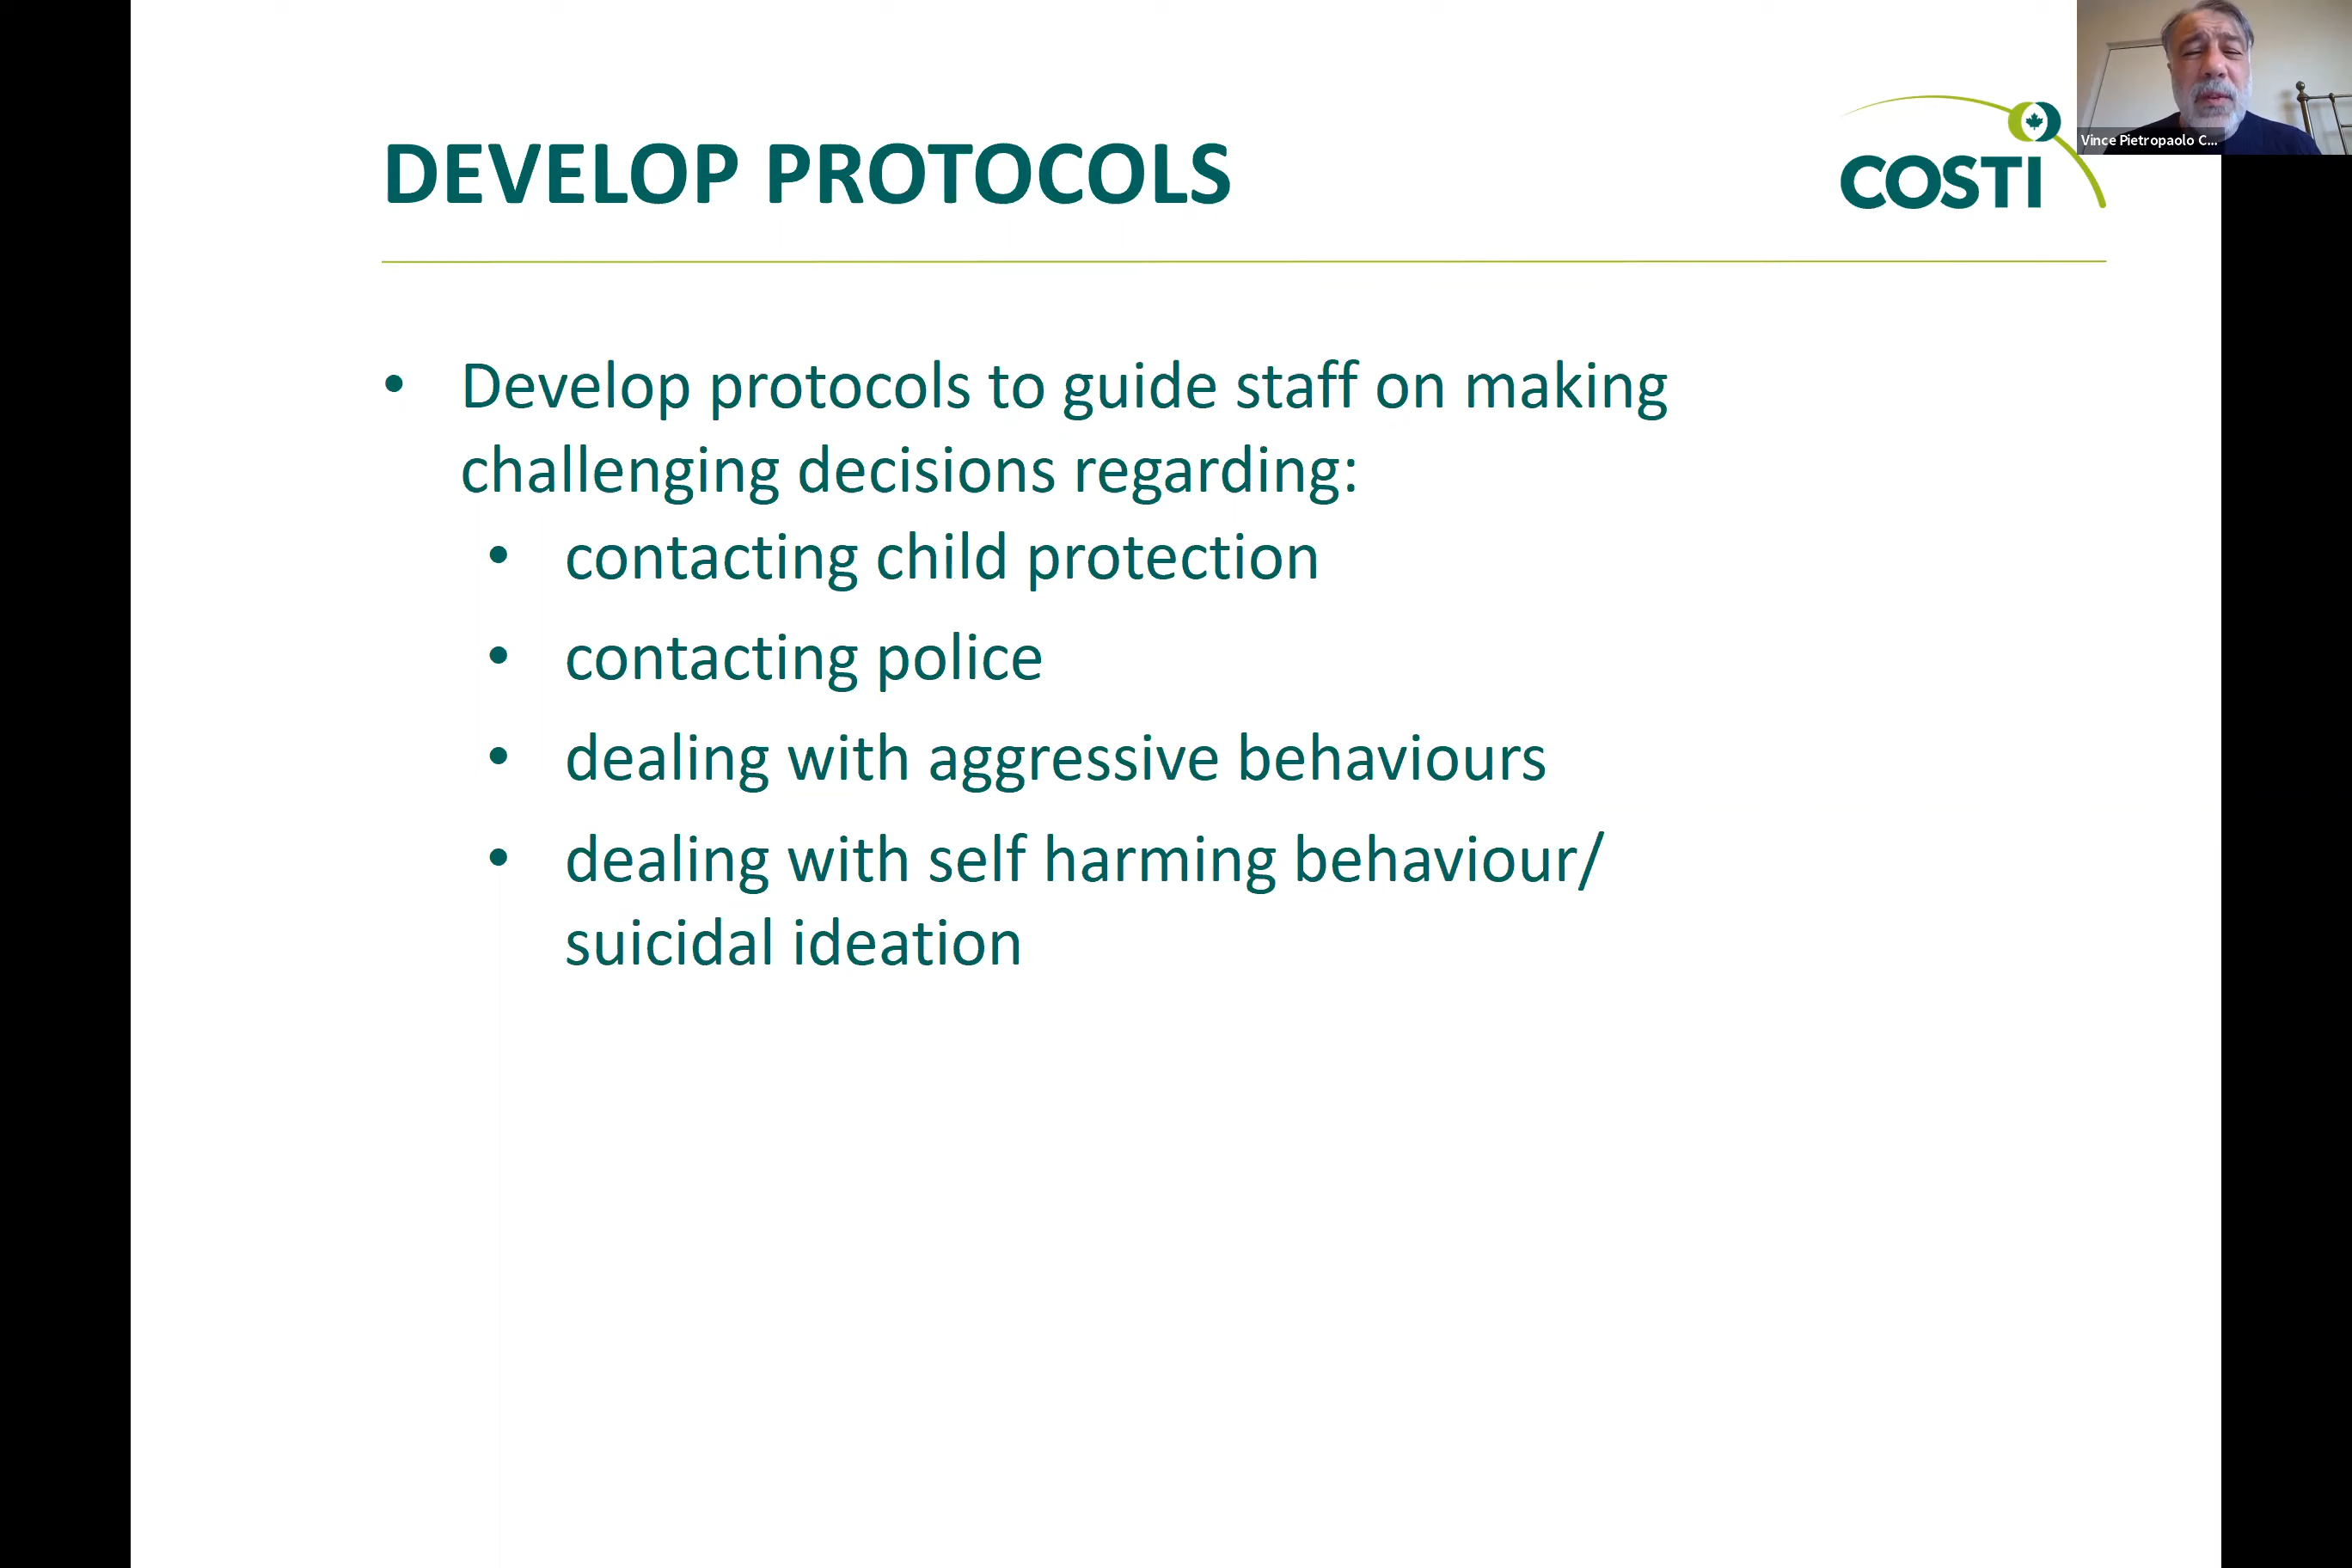 DEVELOP PROTOCOLS
COSTI
Vince Pietropaolo C...
• Develop protocols to guide staff on making
challenging decisions regarding:
• contacting child protection
• contacting police
• dealing with aggressive behaviours
• dealing with self harming behaviour/
suicidal ideation